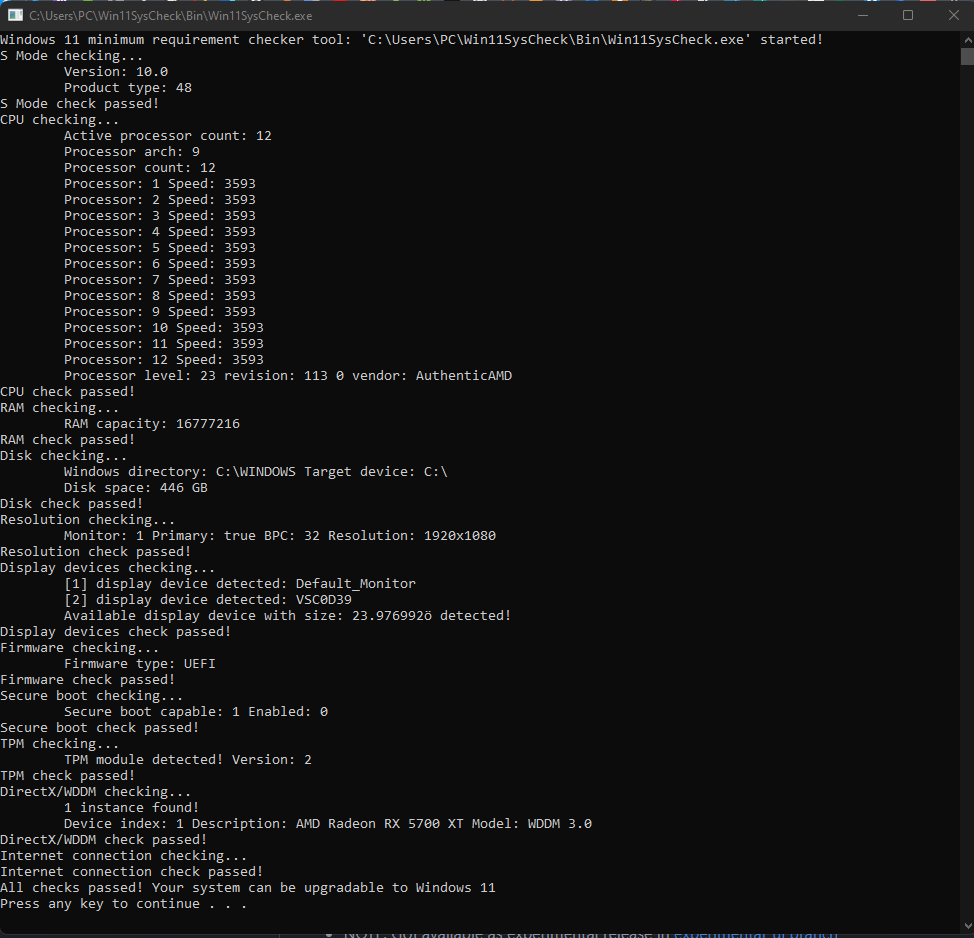 C:\Users\PC\Win11SysCheck\Bin\Win11SysCheck.exe
Windows 11 minimum requirement checker tool: 'C:\Users\PC\Win11SysCheck\Bin\Win11SysCheck.exe' started!
S Mode checking...
Version: 10.0
Product type: 48
S Mode check passed!
CPU checking...
Active processor count: 12
Processor arch: 9
Processor count: 12
Processor: 1 Speed: 3593
Processor: 2 Speed: 3593
Processor: 3 Speed: 3593
Processor: 4 Speed: 3593
Processor: 5 Speed: 3593
Processor: 6 Speed: 3593
Processor: 7 Speed: 3593
Processor: 8 Speed: 3593
Processor: 9 Speed: 3593
Processor: 10 Speed: 3593
Processor: 11 Speed: 3593
Processor: 12 Speed: 3593
Processor level: 23 revision: 113 0 vendor: AuthenticAMD
CPU check passed!
RAM checking...
RAM capacity: 16777216
RAM check passed!
Disk checking...
Windows directory: C:\WINDOWS Target device: C:\
Disk space: 446 GB
Disk check passed!
Resolution checking...
Monitor: 1 Primary: true BPC: 32 Resolution: 1920x1080
Resolution check passed!
Display devices checking...
[1] display device detected: Default_Monitor
[2] display device detected: VSC0D39
Available display device with size: 23.976992ö detected!
Display devices check passed!
Firmware checking...
Firmware type: UEFI
Firmware check passed!
Secure boot checking...
Secure boot capable: 1 Enabled: 0
Secure boot check passed!
TPM checking...
TPM module detected! Version: 2
TPM check passed!
DirectX/WDDM checking...
1 instance found!
Device index: 1 Description: AMD Radeon RX 5700 XT Model: WDDM 3.0
DirectX/WDDM check passed!
Internet connection checking...
Internet connection check passed!
All checks passed! Your system can be upgradable to Windows 11
Press any key to continue . . .
available as experimental release in experimental